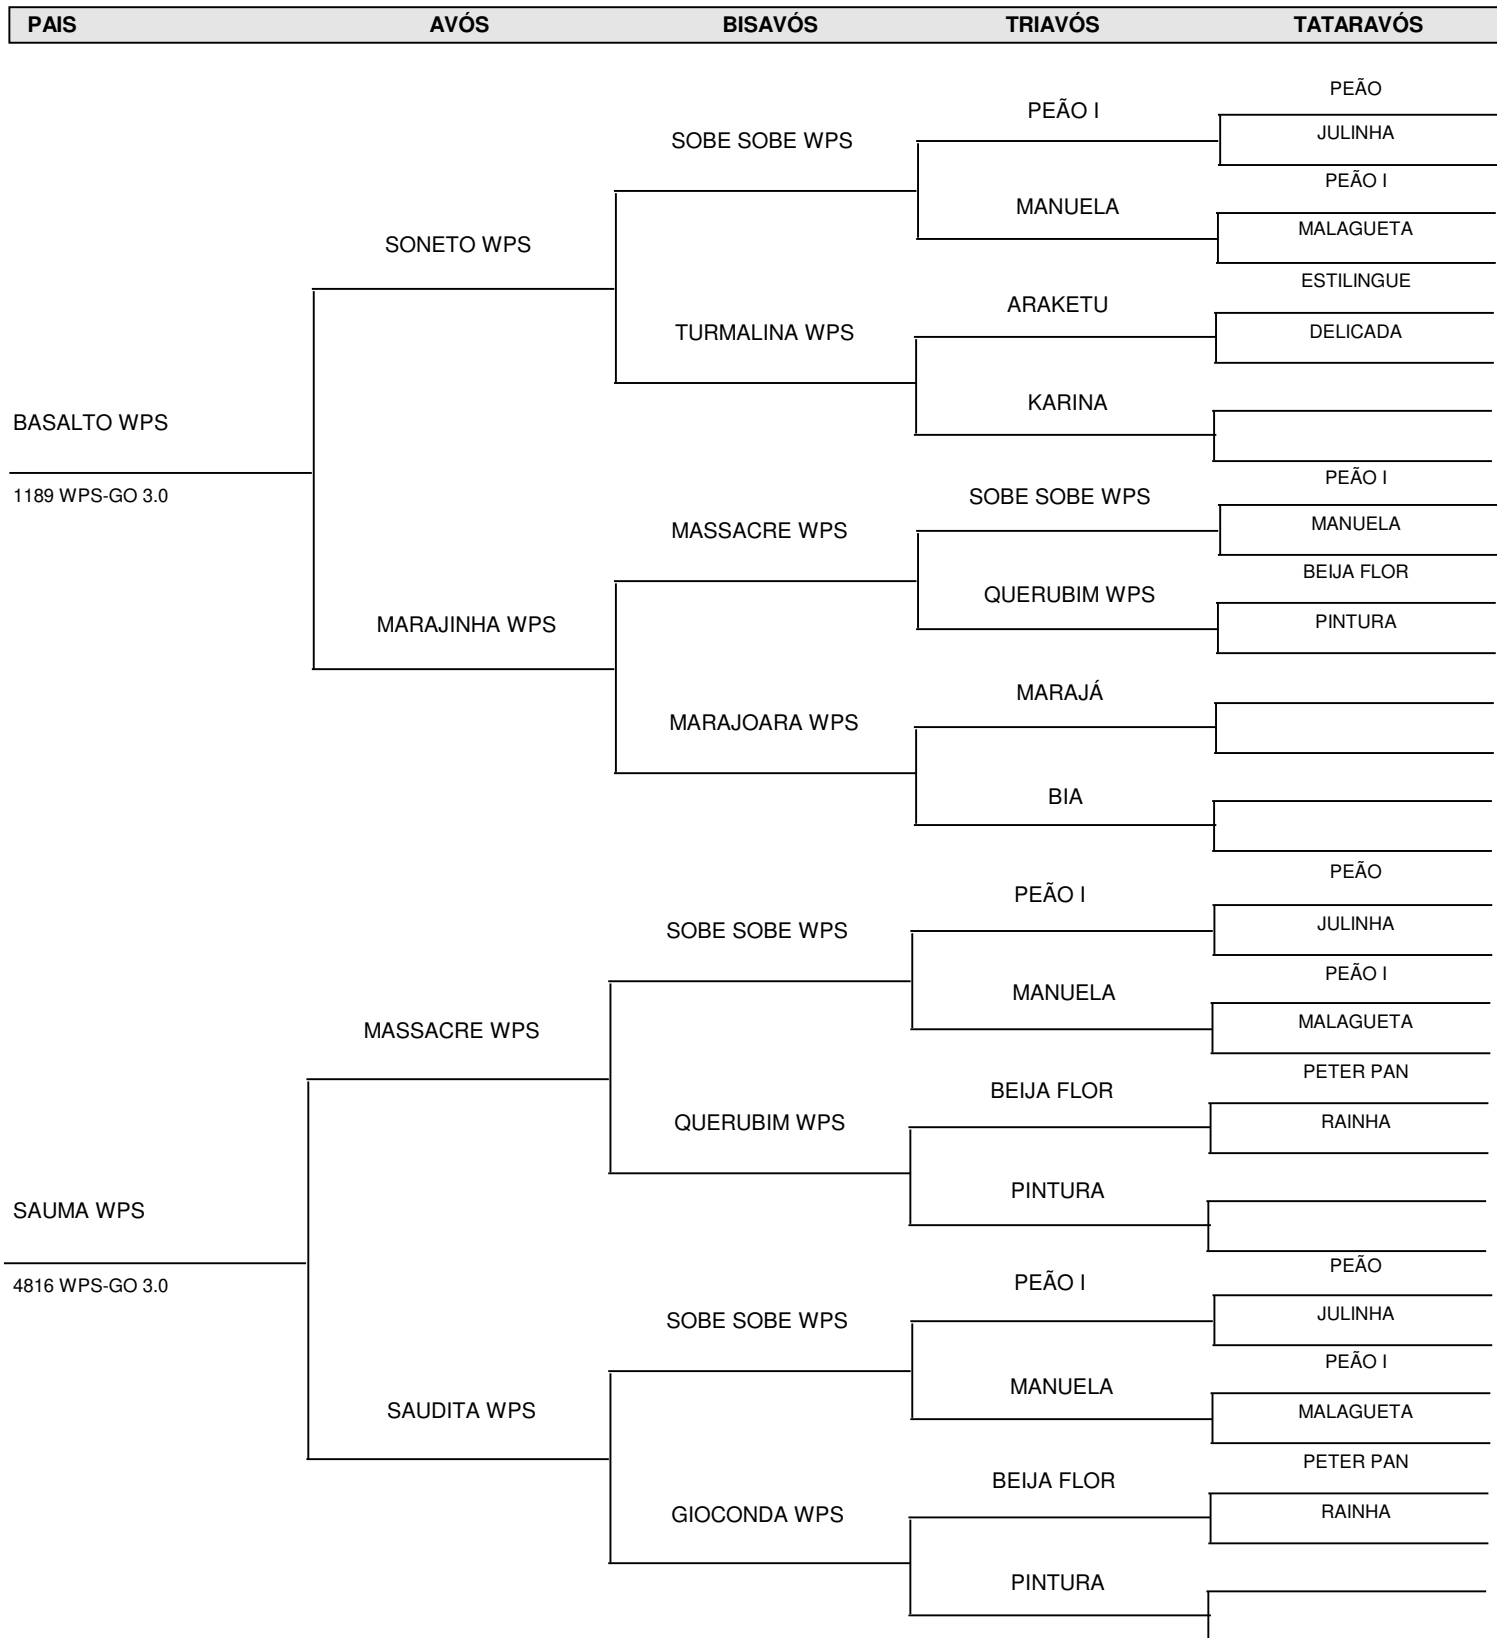 PAIS AVÓS BISAVÓS TRIAVÓS TATARAVÓS
PEÃO
PEÃO I
JULINHA
SOBE SOBE WPS
PEÃO I
MANUELA
MALAGUETA
SONETO WPS
ESTILINGUE
ARAKETU
TURMALINA WPS
DELICADA
KARINA
BASALTO WPS
PEÃO I
1189 WPS-GO 3.0
SOBE SOBE WPS
MANUELA
MASSACRE WPS
BEIJA FLOR
QUERUBIM WPS
PINTURA
MARAJINHA WPS
MARAJÁ
MARAJOARA WPS
BIA
PEÃO
PEÃO I
JULINHA
SOBE SOBE WPS
PEÃO I
MANUELA
MALAGUETA
MASSACRE WPS
PETER PAN
BEIJA FLOR
QUERUBIM WPS
RAINHA
PINTURA
SAUMA WPS
PEÃO
4816 WPS-GO 3.0
PEÃO I
JULINHA
SOBE SOBE WPS
PEÃO I
MANUELA
MALAGUETA
SAUDITA WPS
PETER PAN
BEIJA FLOR
GIOCONDA WPS
RAINHA
PINTURA